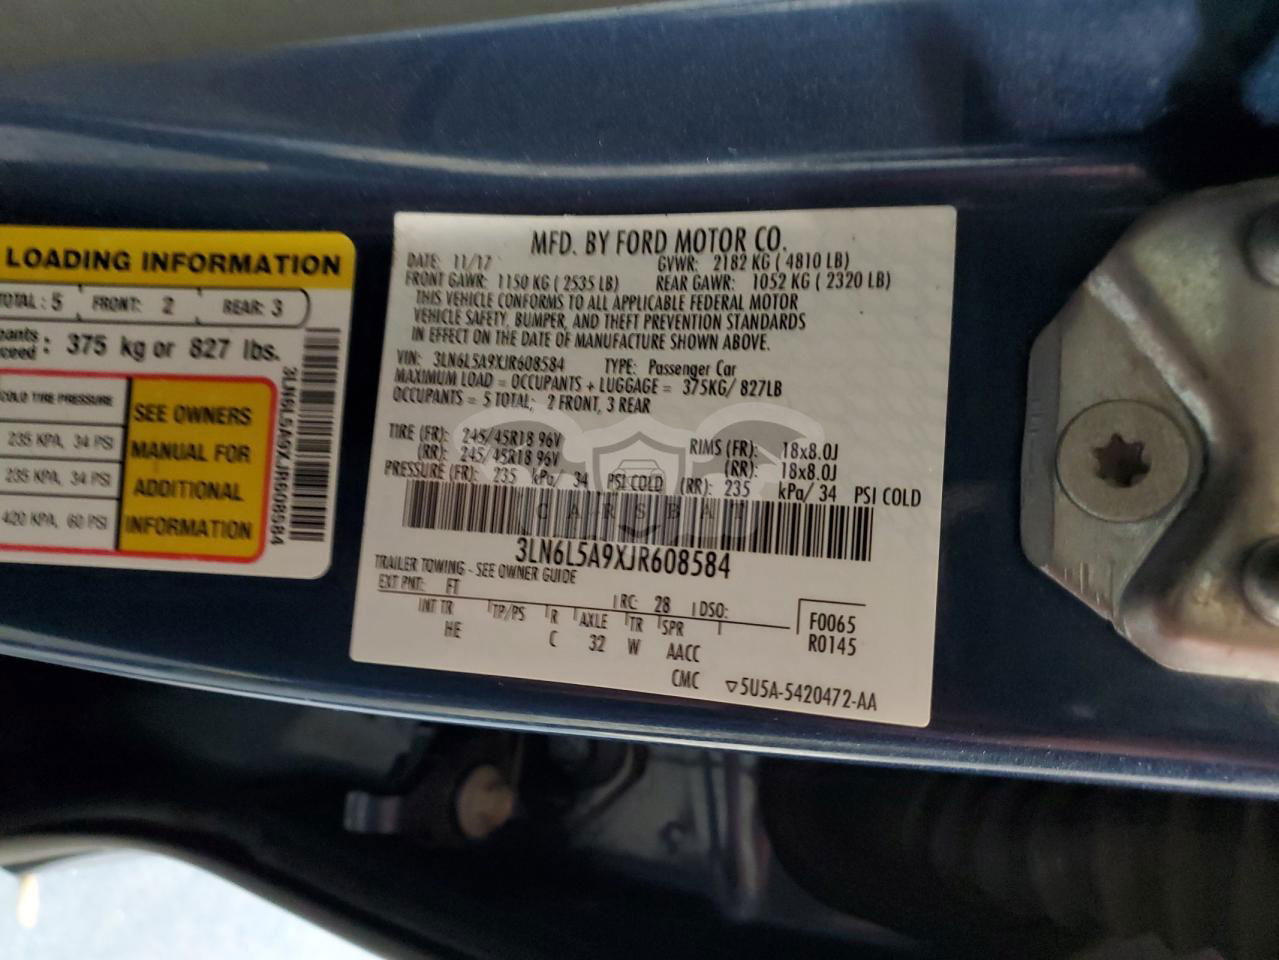 LOADING INFORMATION
TOTAL : 5 FRONT: 2 REAR: 3
pants
ceed : 375 kg or 827 lbs.
COLD TIRE PRESSURE
235 KPA, 34 PSI
235 KPA, 34 PSI
420 KPA, 60 PSI
SEE OWNERS
MANUAL FOR
ADDITIONAL
INFORMATION
3LN6L5A9XJR608584
MFD. BY FORD MOTOR CO.
DATE: 11/17 GVWR: 2182 KG ( 4810 LB)
FRONT GAWR: 1150 KG ( 2535 LB) REAR GAWR: 1052 KG ( 2320 LB)
THIS VEHICLE CONFORMS TO ALL APPLICABLE FEDERAL MOTOR
VEHICLE SAFETY, BUMPER, AND THEFT PREVENTION STANDARDS
IN EFFECT ON THE DATE OF MANUFACTURE SHOWN ABOVE.
VIN: 3LN6L5A9XJR608584 TYPE: Passenger Car
MAXIMUM LOAD = OCCUPANTS + LUGGAGE = 375KG/ 827LB
OCCUPANTS = 5 TOTAL; 2 FRONT, 3 REAR
TIRE (FR): 245/45R18 96V RIMS (FR): 18x8.0J
(RR): 245/45R18 96V (RR): 18x8.0J
PRESSURE (FR): 235 kPa/ 34 PSI COLD (RR): 235 kPa/ 34 PSI COLD
CARSBAT
3LN6L5A9XJR608584
TRAILER TOWING - SEE OWNER GUIDE
EXT PNT: FT RC: 28 DSO:
INT TR TP/PS R AXLE TR SPR F0065
HE C 32 W AACC R0145
CMC ▽5U5A-5420472-AA